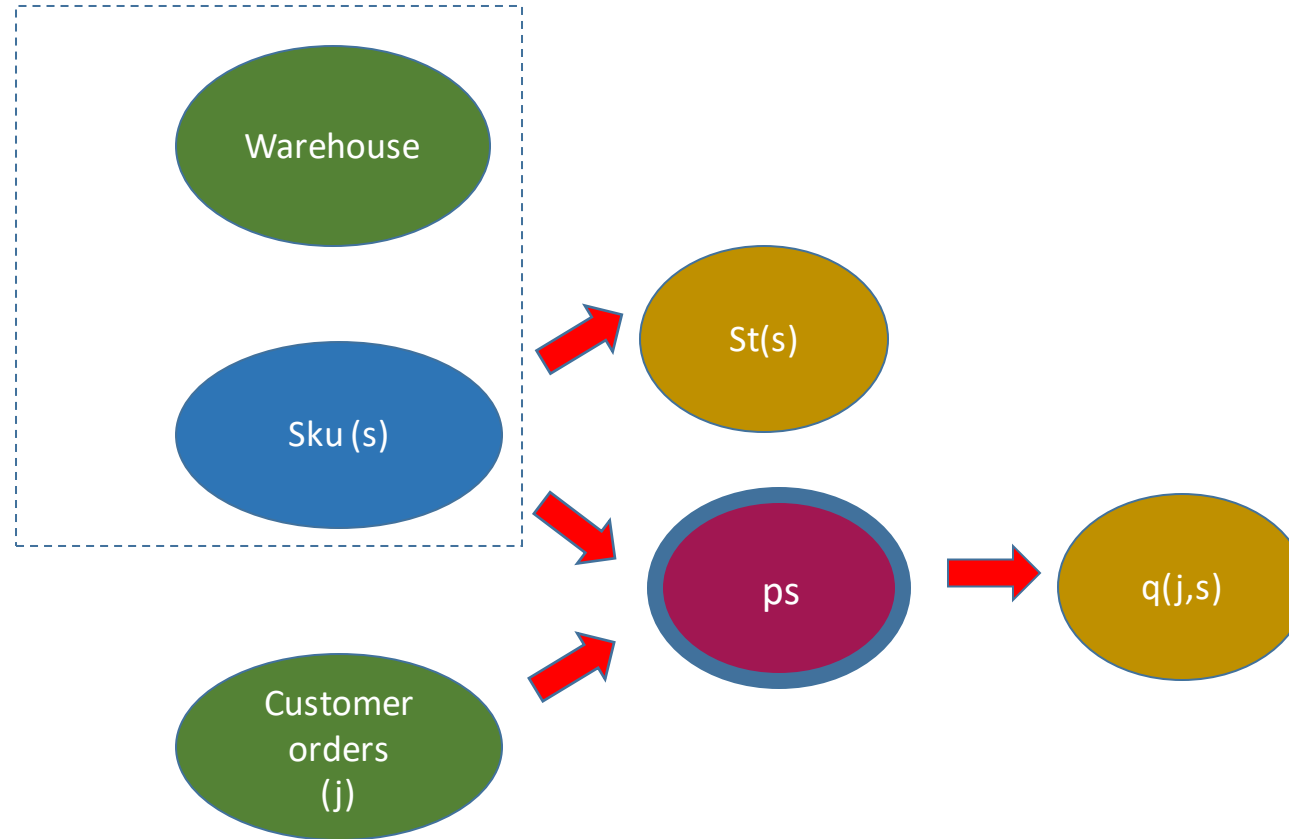 Warehouse
St(s)
Sku (s)
ps
q(j,s)
Customer
orders
(j)